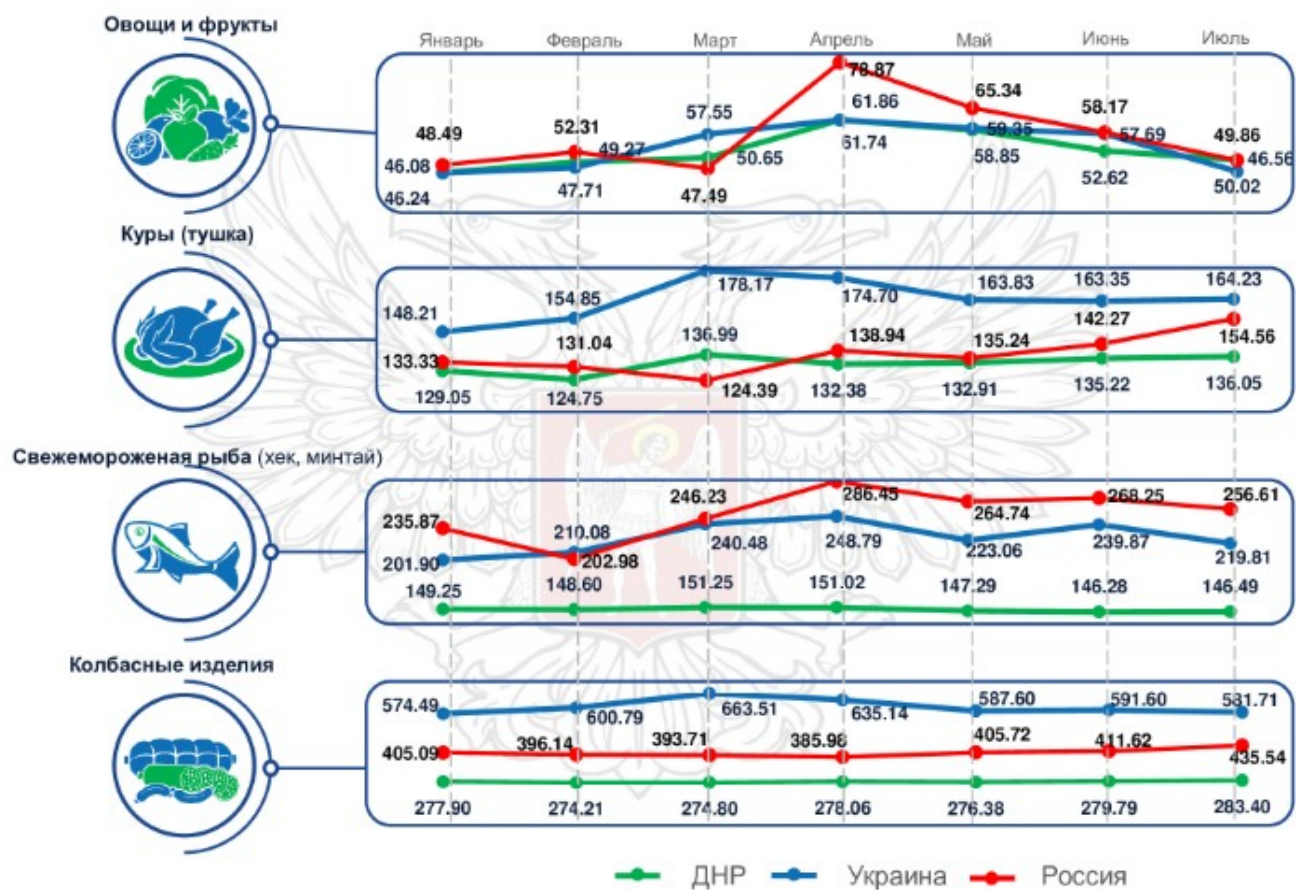 Овощи и фрукты
Январь Февраль Март Апрель Май Июнь Июль
78.87
57.55 61.86 65.34 58.17
48.49 52.31 49.86
46.08 49.27 50.65 61.74 59.35 57.69 46.56
46.24 47.71 47.49 58.85 52.62 50.02
Куры (тушка)
148.21 154.85 178.17 174.70 163.83 163.35 164.23
133.33 131.04 136.99 138.94 135.24 142.27 154.56
129.05 124.75 124.39 132.38 132.91 135.22 136.05
Свежемороженая рыба (хек, минтай)
235.87 246.23 286.45 264.74 268.25 256.61
201.90 210.08 202.98 240.48 248.79 223.06 239.87 219.81
149.25 148.60 151.25 151.02 147.29 146.28 146.49
Колбасные изделия
574.49 600.79 663.51 635.14 587.60 591.60 581.71
405.09 396.14 393.71 385.98 405.72 411.62 435.54
277.90 274.21 274.80 278.06 276.38 279.79 283.40
ДНР Украина Россия